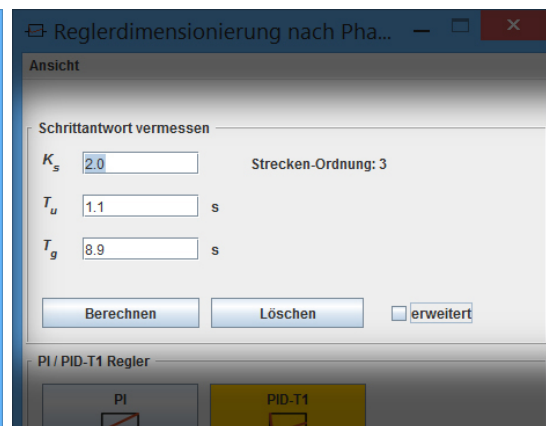 Reglerdimensionierung nach Pha...
Ansicht
Schrittantwort vermessen
Ks 2.0 Strecken-Ordnung: 3
Tu 1.1 s
Tg 8.9 s
Berechnen Löschen erweitert
PI / PID-T1 Regler
PI PID-T1